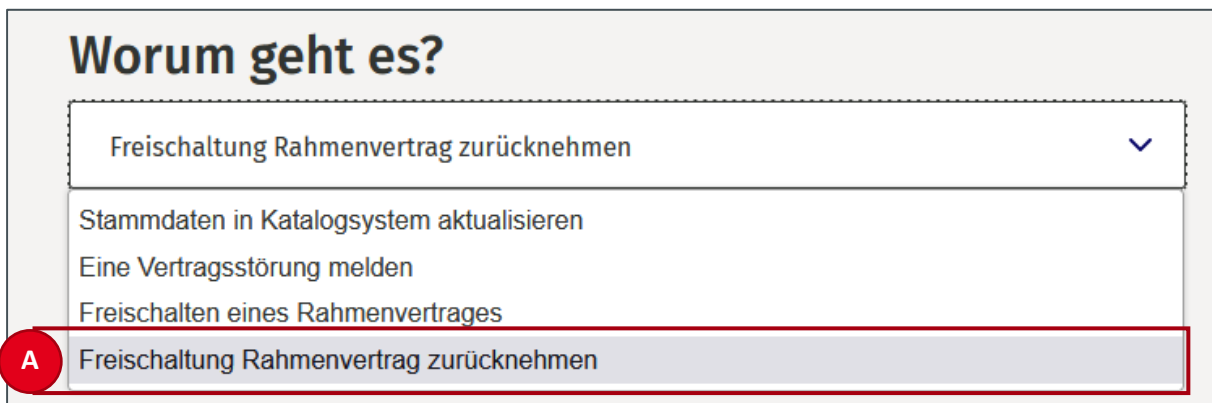 Worum geht es?
Freischaltung Rahmenvertrag zurücknehmen
Stammdaten in Katalogsystem aktualisieren
Eine Vertragsstörung melden
Freischalten eines Rahmenvertrages
A Freischaltung Rahmenvertrag zurücknehmen